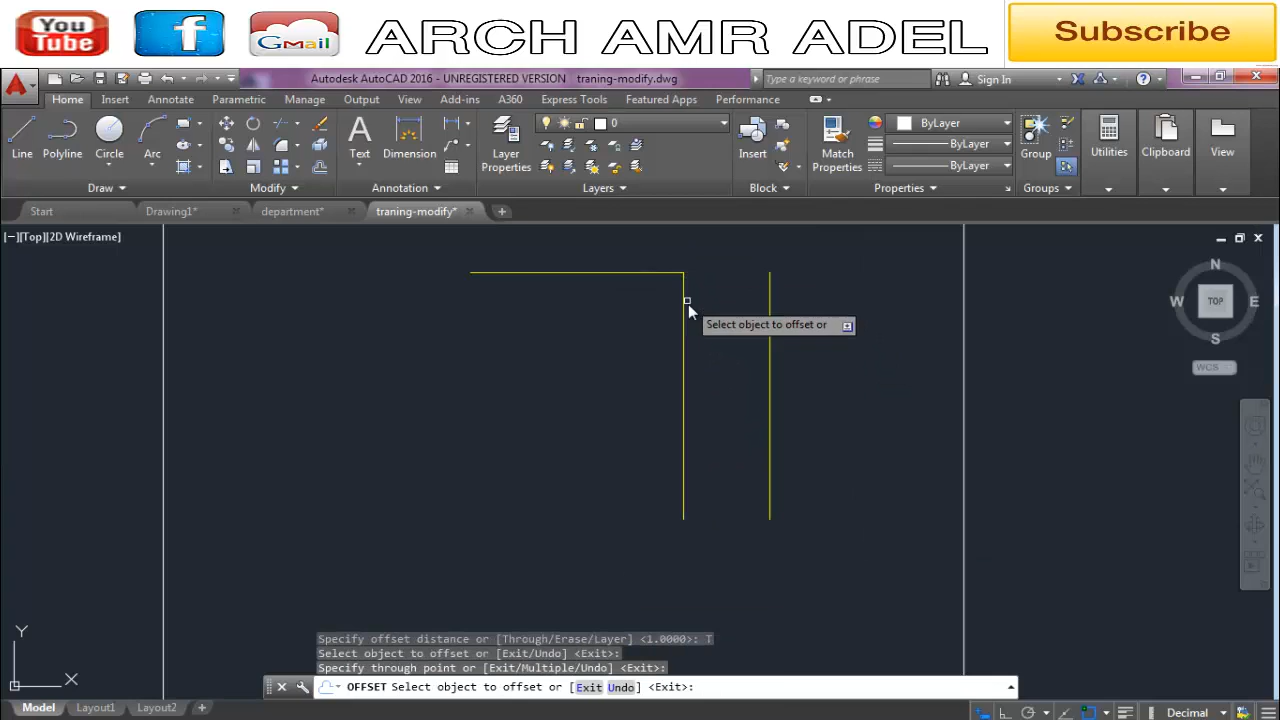 You Tube f Gmail ARCH AMR ADEL Subscribe
Autodesk AutoCAD 2016 - UNREGISTERED VERSION traning-modify.dwg Type a keyword or phrase Sign In
Home Insert Annotate Parametric Manage Output View Add-ins A360 Express Tools Featured Apps Performance
0 ByLayer
ByLayer
ByLayer
Line Polyline Circle Arc Text Dimension Layer Properties Insert Match Properties Group Utilities Clipboard View
Draw Modify Annotation Layers Block Properties Groups
Start Drawing1* department* traning-modify*
[−][Top][2D Wireframe]
N
W TOP E
S
WCS
Select object to offset or
Y
X
Specify offset distance or [Through/Erase/Layer] <1.0000>: T
Select object to offset or [Exit/Undo] <Exit>:
Specify through point or [Exit/Multiple/Undo] <Exit>:
OFFSET Select object to offset or [Exit Undo] <Exit>:
Model Layout1 Layout2 + Decimal